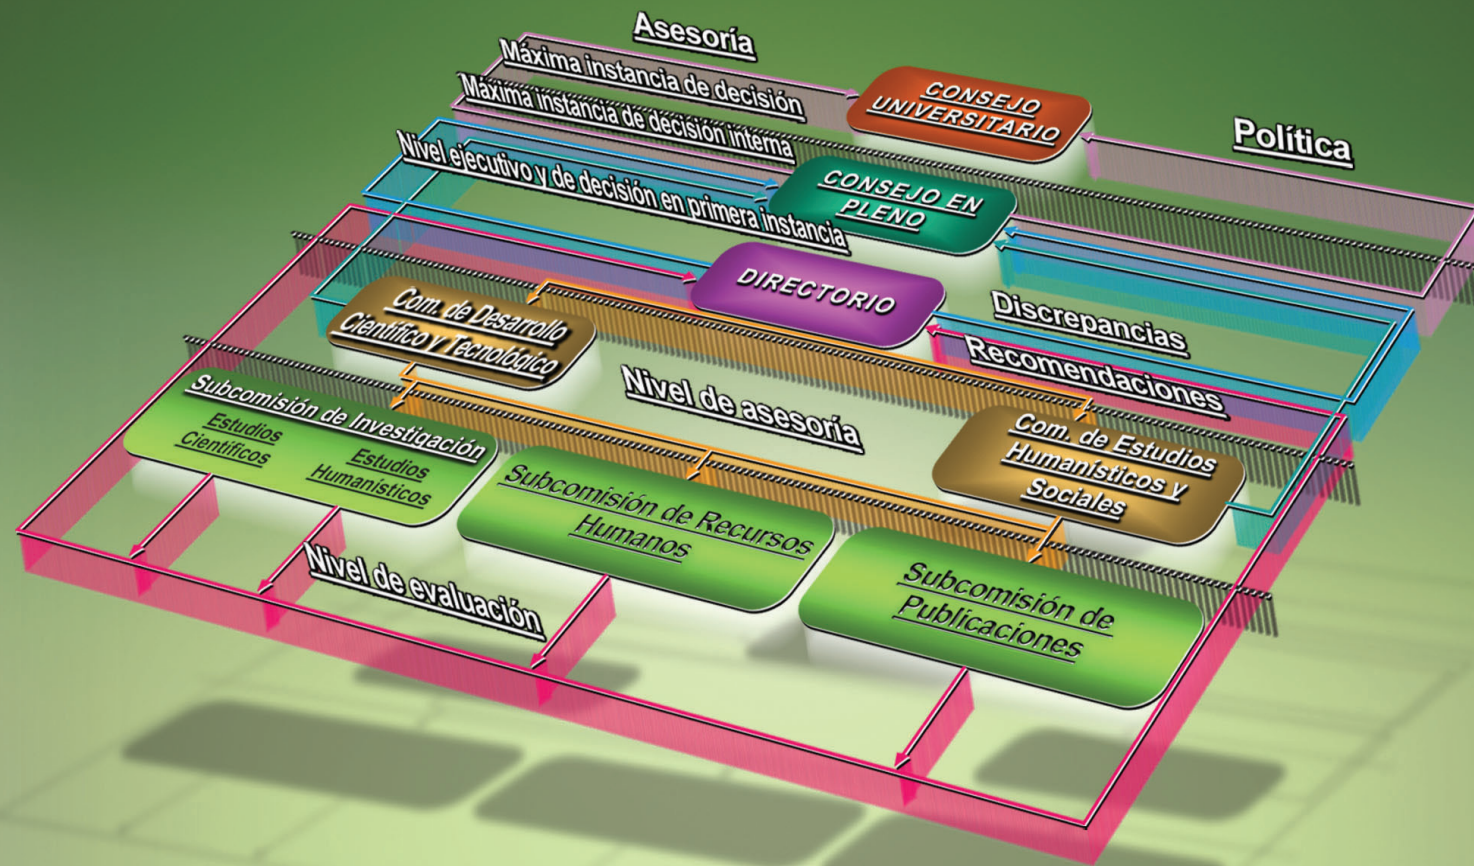 Asesoría
Máxima instancia de decisión
CONSEJO
UNIVERSITARIO
Política
Máxima instancia de decisión interna
CONSEJO EN
PLENO
Nivel ejecutivo y de decisión en primera instancia
DIRECTORIO
Discrepancias
Recomendaciones
Com. de Desarrollo
Científico y Tecnológico
Nivel de asesoría
Com. de Estudios
Humanísticos y
Sociales
Subcomisión de Investigación
Estudios
Científicos
Estudios
Humanísticos
Subcomisión de Recursos
Humanos
Subcomisión de
Publicaciones
Nivel de evaluación